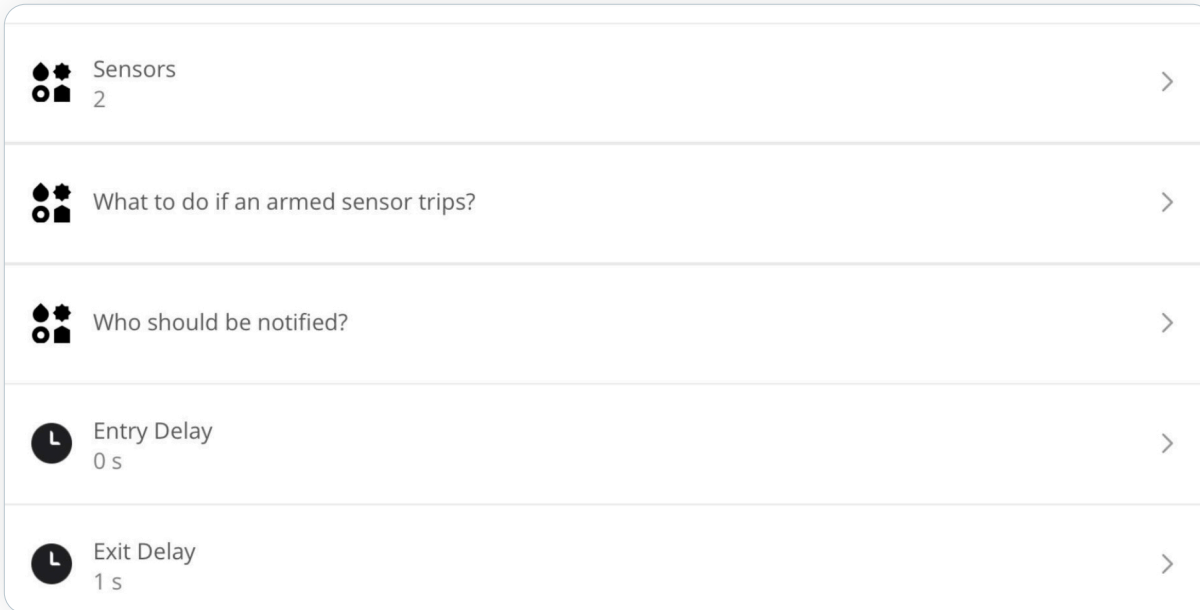 Sensors
2
What to do if an armed sensor trips?
Who should be notified?
Entry Delay
0 s
Exit Delay
1 s